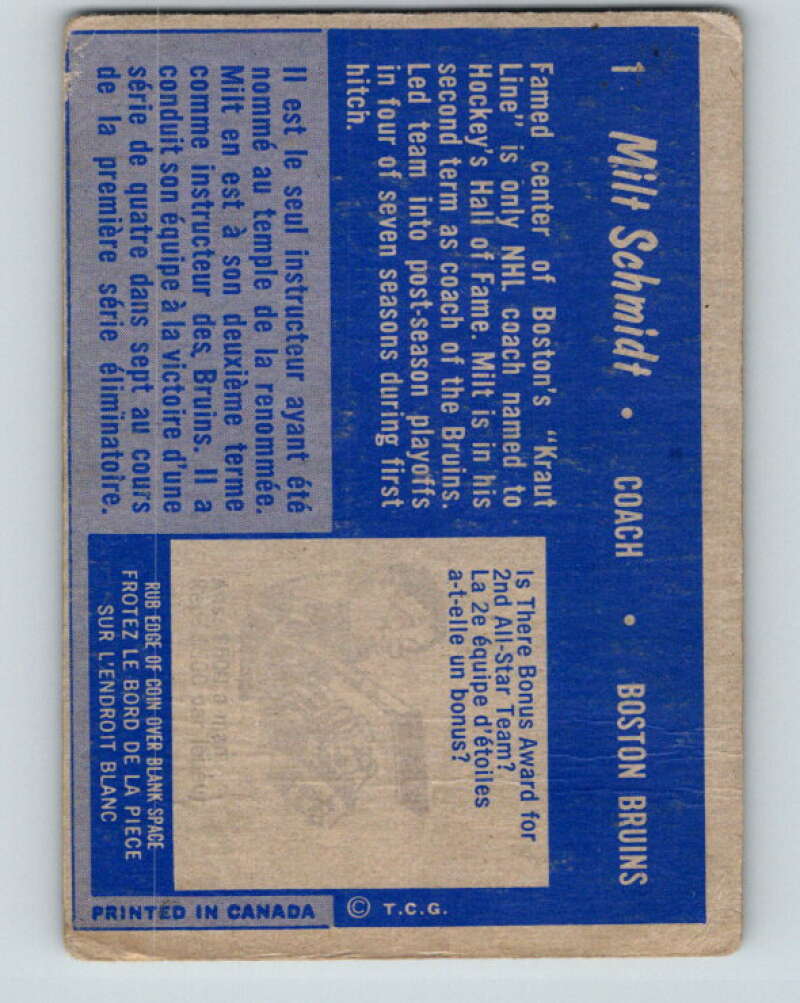 1 Milt Schmidt • COACH • BOSTON BRUINS
Famed center of Boston's "Kraut
Line" is only NHL coach named to
Hockey's Hall of Fame. Milt is in his
second term as coach of the Bruins.
Led team into post-season playoffs
in four of seven seasons during first
hitch.
Il est le seul instructeur ayant été
nommé au temple de la renommée.
Milt en est à son deuxième terme
comme instructeur des Bruins. Il a
conduit son équipe à la victoire d'une
série de quatre dans sept au cours
de la première série éliminatoire.
Is There Bonus Award for
2nd All-Star Team?
La 2e équipe d'étoiles
a-t-elle un bonus?
RUB EDGE OF COIN OVER BLANK SPACE
FROTEZ LE BORD DE LA PIECE
SUR L'ENDROIT BLANC
PRINTED IN CANADA
© T.C.G.